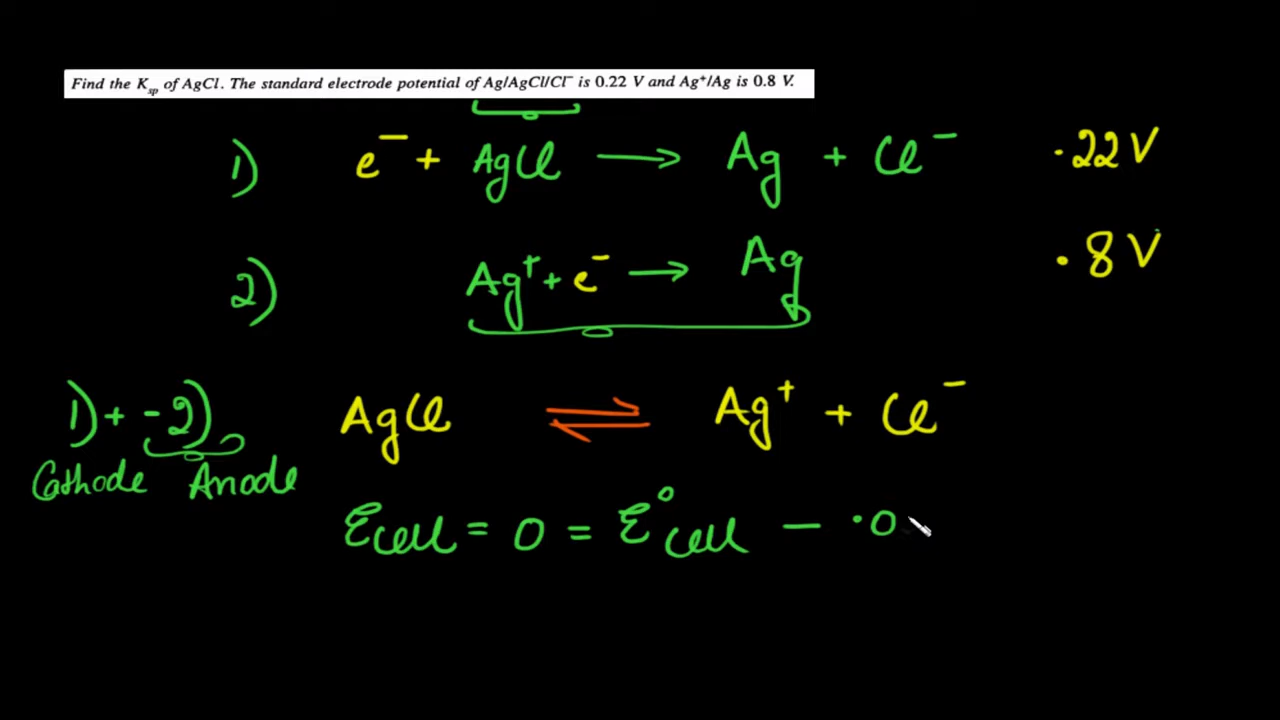 Find the Ksp of AgCl. The standard electrode potential of Ag/AgCl/Cl⁻ is 0.22 V and Ag⁺/Ag is 0.8 V.
1) e⁻ + AgCl ⟶ Ag + Cl⁻ .22 V
2) Ag⁺ + e⁻ ⟶ Ag .8 V
1) + -2) AgCl ⇌ Ag⁺ + Cl⁻
Cathode Anode
Ecell = 0 = E°cell - .0